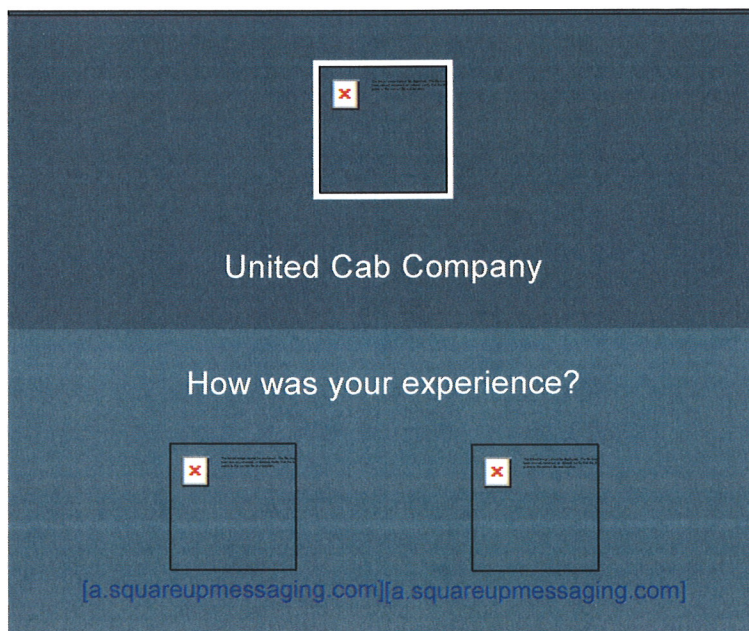 United Cab Company
How was your experience?
[a.squareupmessaging.com][a.squareupmessaging.com]